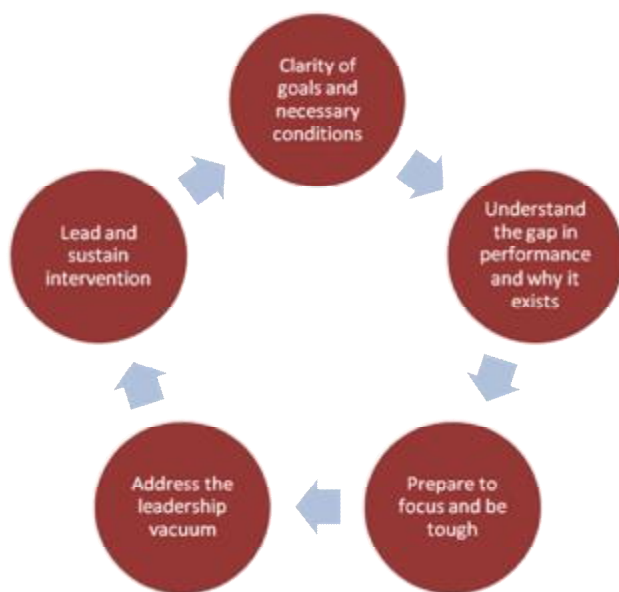 Clarity of
goals and
necessary
conditions
Understand
the gap in
performance
and why it
exists
Prepare to
focus and be
tough
Address the
leadership
vacuum
Lead and
sustain
intervention